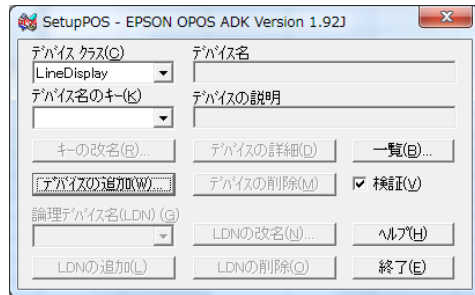 SetupPOS - EPSON OPOS ADK Version 1.92J
ﾃﾞﾊﾞｲｽ ｸﾗｽ(C)
ﾃﾞﾊﾞｲｽ名
LineDisplay
ﾃﾞﾊﾞｲｽ名のｷｰ(K)
ﾃﾞﾊﾞｲｽの説明
ｷｰの改名(R)...
ﾃﾞﾊﾞｲｽの詳細(D)
一覧(B)...
ﾃﾞﾊﾞｲｽの追加(W)...
ﾃﾞﾊﾞｲｽの削除(M)
検証(V)
論理ﾃﾞﾊﾞｲｽ名(LDN) (G)
LDNの改名(N)...
ﾍﾙﾌﾟ(H)
LDNの追加(L)
LDNの削除(O)
終了(E)